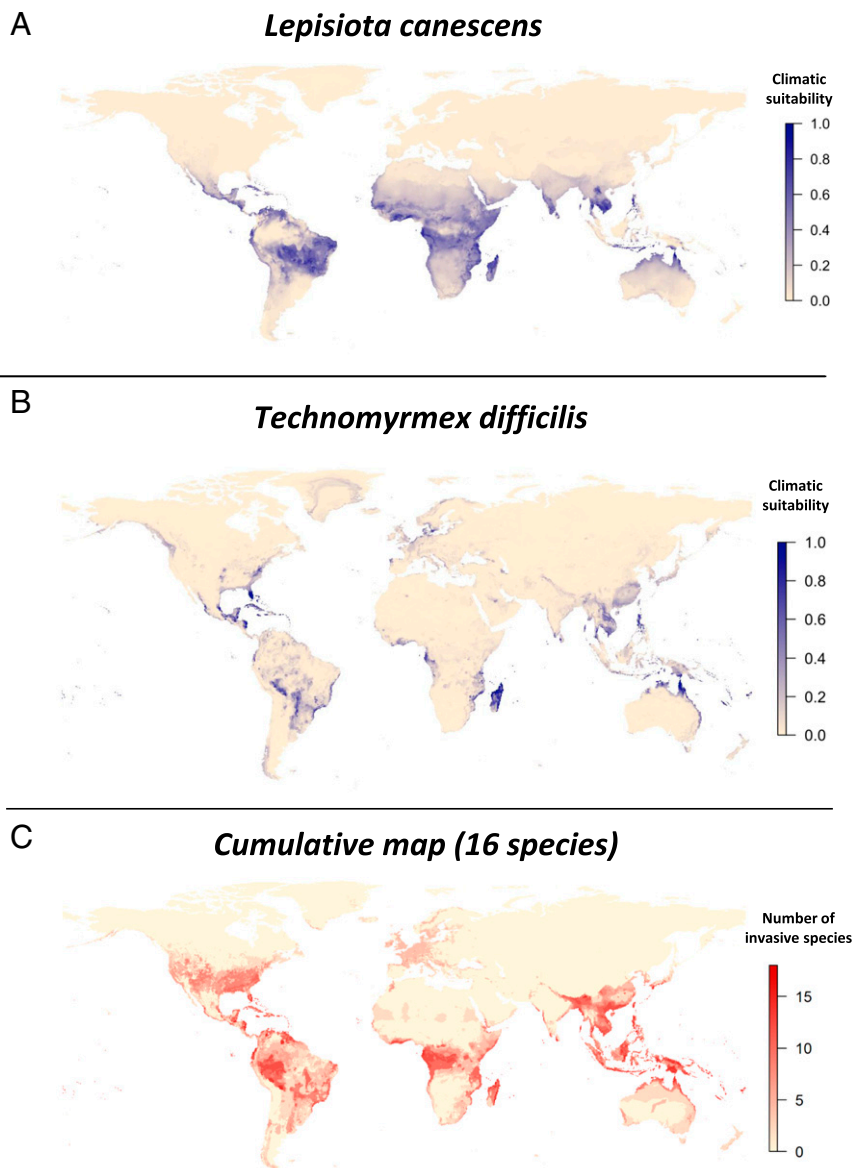 A
Lepisiota canescens
Climatic
suitability
1.0
0.8
0.6
0.4
0.2
0.0
B
Technomyrmex difficilis
Climatic
suitability
1.0
0.8
0.6
0.4
0.2
0.0
C
Cumulative map (16 species)
Number of
invasive species
15
10
5
0